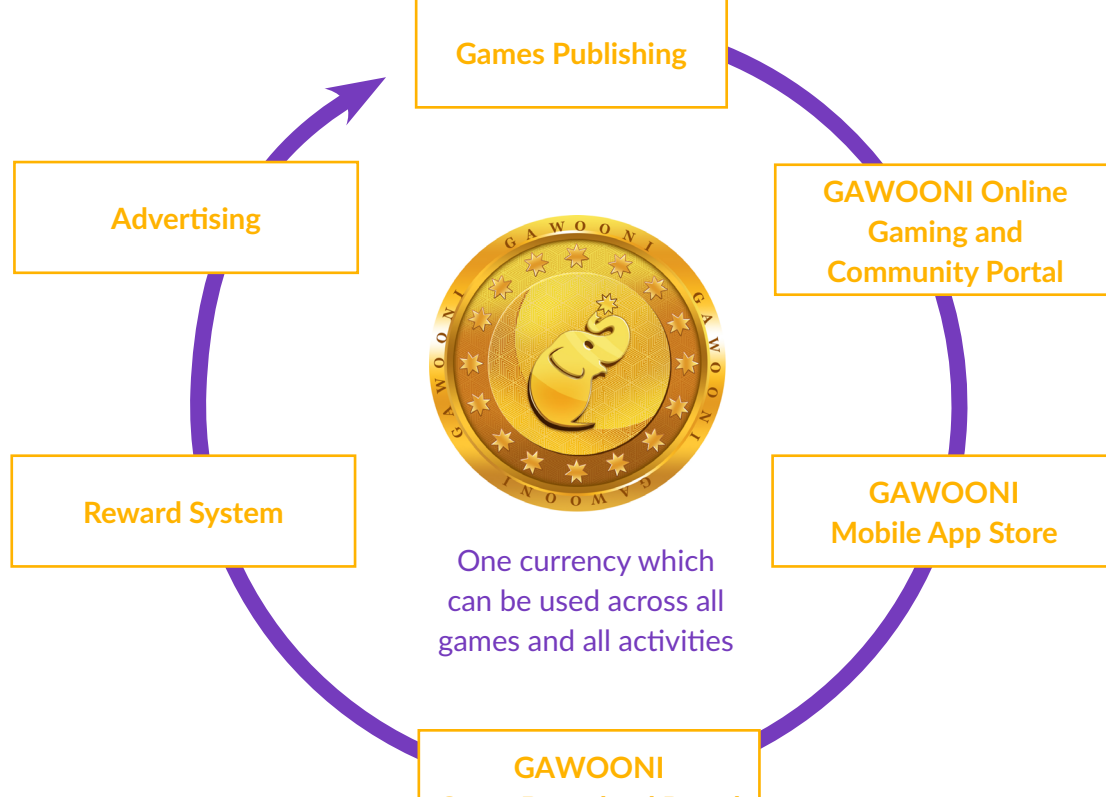 Games Publishing
GAWOONI Online
Gaming and
Community Portal
GAWOONI
Mobile App Store
GAWOONI
Reward System
Advertising
GAWOONI
GAWOONI
GAWOONI
GAWOONI
One currency which
can be used across all
games and all activities